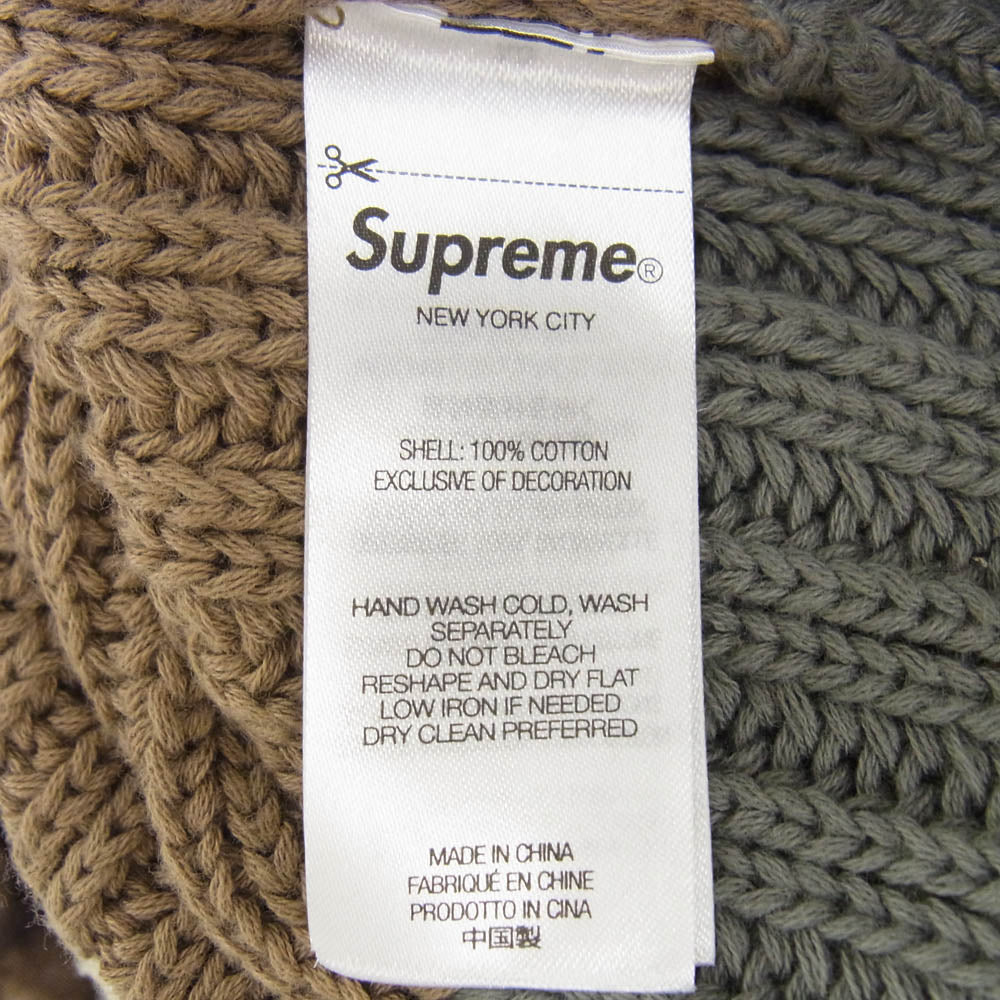 Supreme®
NEW YORK CITY
SHELL: 100% COTTON
EXCLUSIVE OF DECORATION
HAND WASH COLD, WASH
SEPARATELY
DO NOT BLEACH
RESHAPE AND DRY FLAT
LOW IRON IF NEEDED
DRY CLEAN PREFERRED
MADE IN CHINA
FABRIQUÉ EN CHINE
PRODOTTO IN CINA
中国製